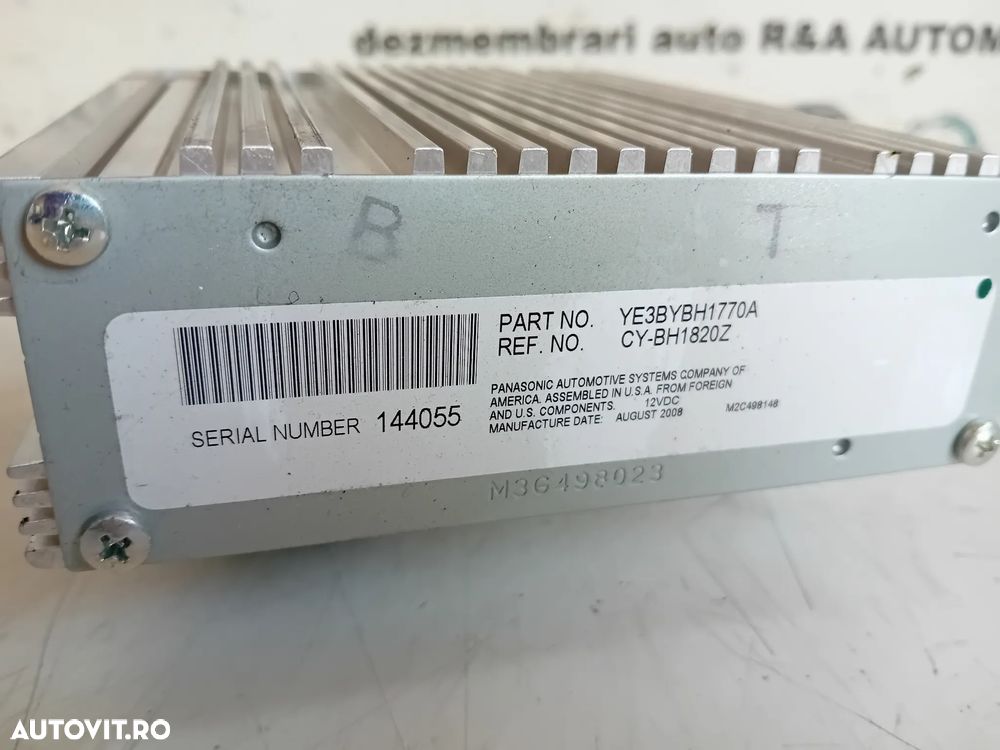 dezmembrari auto R&A AUTOM
B T
PART NO. YE3BYBH1770A
REF. NO. CY-BH1820Z
PANASONIC AUTOMOTIVE SYSTEMS COMPANY OF
AMERICA. ASSEMBLED IN U.S.A. FROM FOREIGN
AND U.S. COMPONENTS. 12VDC M2C498148
MANUFACTURE DATE: AUGUST 2008
SERIAL NUMBER 144055
M3G498023
AUTOVIT.RO